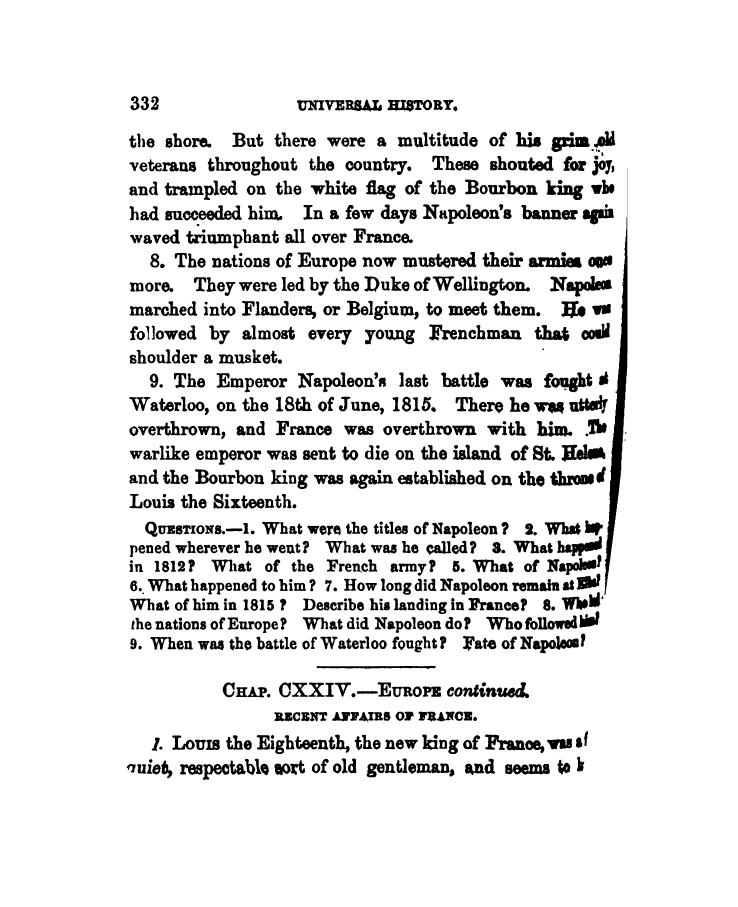 332 UNIVERSAL HISTORY.
the shore. But there were a multitude of his grim old
veterans throughout the country. These shouted for joy,
and trampled on the white flag of the Bourbon king who
had succeeded him. In a few days Napoleon's banner again
waved triumphant all over France.
8. The nations of Europe now mustered their armies once
more. They were led by the Duke of Wellington. Napoleon
marched into Flanders, or Belgium, to meet them. He was
followed by almost every young Frenchman that could
shoulder a musket.
9. The Emperor Napoleon's last battle was fought at
Waterloo, on the 18th of June, 1815. There he was utterly
overthrown, and France was overthrown with him. The
warlike emperor was sent to die on the island of St. Helena,
and the Bourbon king was again established on the throne of
Louis the Sixteenth.
QUESTIONS.—1. What were the titles of Napoleon? 2. What hap-
pened wherever he went? What was he called? 3. What happened
in 1812? What of the French army? 5. What of Napoleon?
6. What happened to him? 7. How long did Napoleon remain at Elba?
What of him in 1815? Describe his landing in France? 8. Who led
the nations of Europe? What did Napoleon do? Who followed him?
9. When was the battle of Waterloo fought? Fate of Napoleon?
CHAP. CXXIV.—EUROPE continued.
RECENT AFFAIRS OF FRANCE.
1. LOUIS the Eighteenth, the new king of France, was a
quiet, respectable sort of old gentleman, and seems to